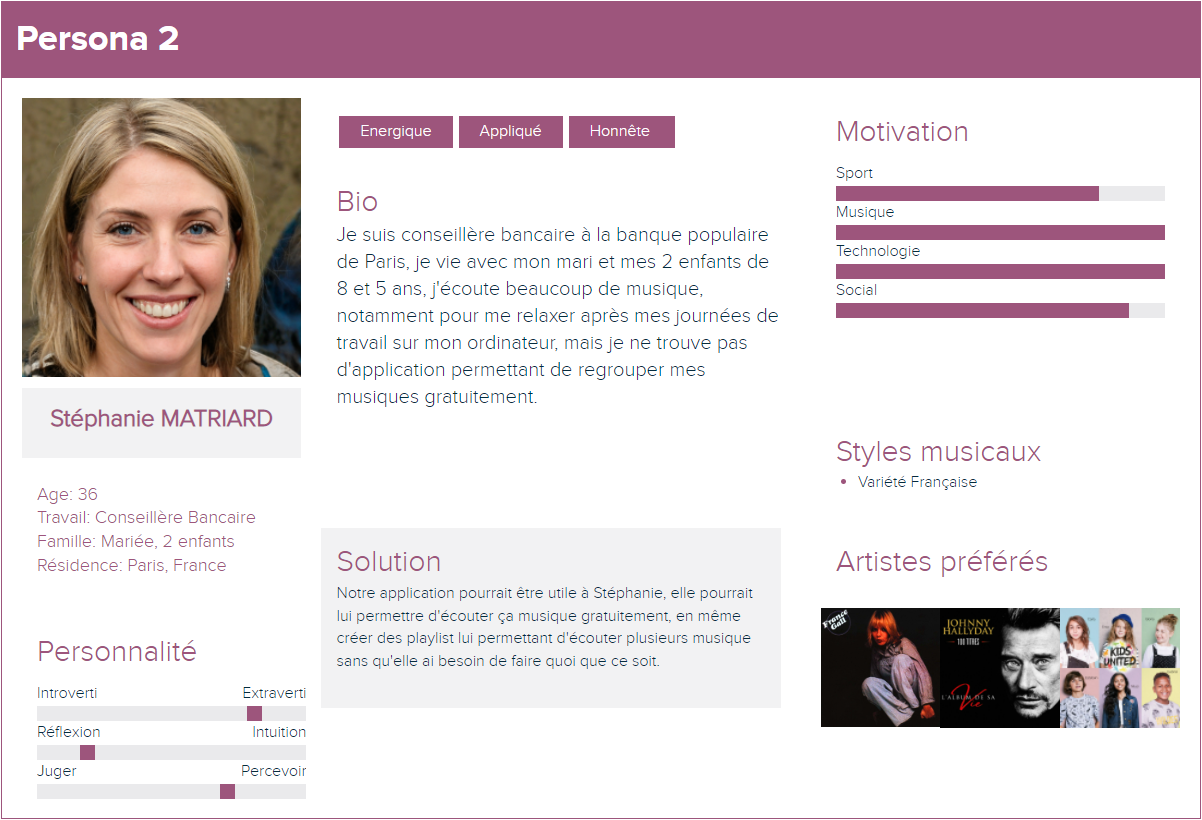 Persona 2
Stéphanie MATRIARD
Age: 36
Travail: Conseillère Bancaire
Famille: Mariée, 2 enfants
Résidence: Paris, France
Personnalité
Introverti Extraverti
Réflexion Intuition
Juger Percevoir
Energique Appliqué Honnête
Bio
Je suis conseillère bancaire à la banque populaire
de Paris, je vie avec mon mari et mes 2 enfants de
8 et 5 ans, j'écoute beaucoup de musique,
notamment pour me relaxer après mes journées de
travail sur mon ordinateur, mais je ne trouve pas
d'application permettant de regrouper mes
musiques gratuitement.
Solution
Notre application pourrait être utile à Stéphanie, elle pourrait
lui permettre d'écouter ça musique gratuitement, en même
créer des playlist lui permettant d'écouter plusieurs musique
sans qu'elle ai besoin de faire quoi que ce soit.
Motivation
Sport
Musique
Technologie
Social
Styles musicaux
• Variété Française
Artistes préférés
France
Gall
JOHNNY
HALLYDAY
100 TITRES
L'ALBUM DE SA
Vie
KIDS
UNITED